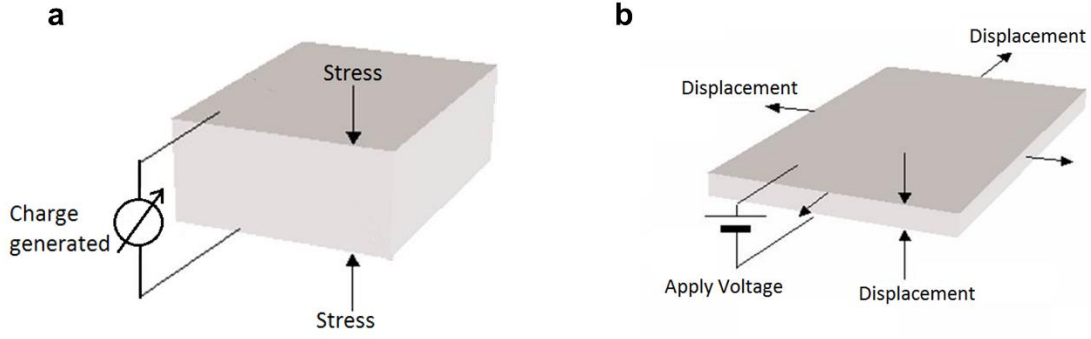 a
Stress
Charge
generated
Stress
b
Displacement
Displacement
Apply Voltage
Displacement